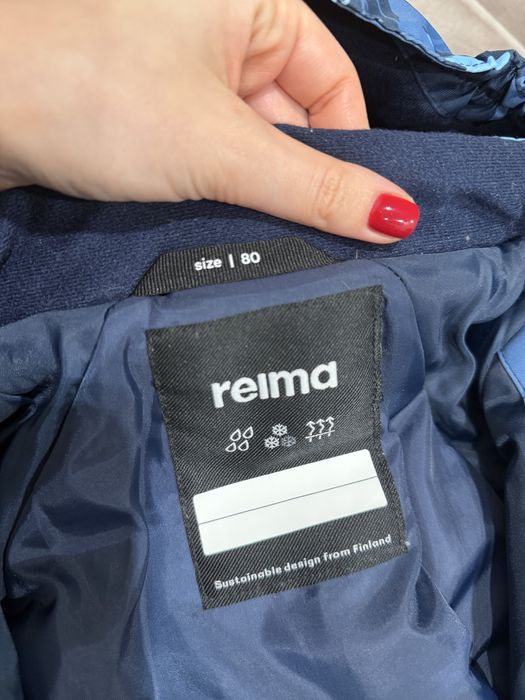 size | 80
reima
Sustainable design from Finland